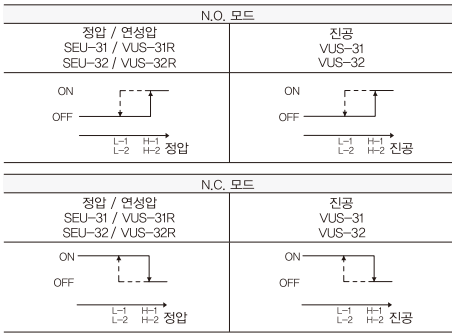 N.O. 모드
정압 / 연성압
SEU-31 / VUS-31R
SEU-32 / VUS-32R
진공
VUS-31
VUS-32
ON
OFF
L-1 H-1
L-2 H-2 정압
ON
OFF
L-1 H-1
L-2 H-2 진공
N.C. 모드
정압 / 연성압
SEU-31 / VUS-31R
SEU-32 / VUS-32R
진공
VUS-31
VUS-32
ON
OFF
L-1 H-1
L-2 H-2 정압
ON
OFF
L-1 H-1
L-2 H-2 진공